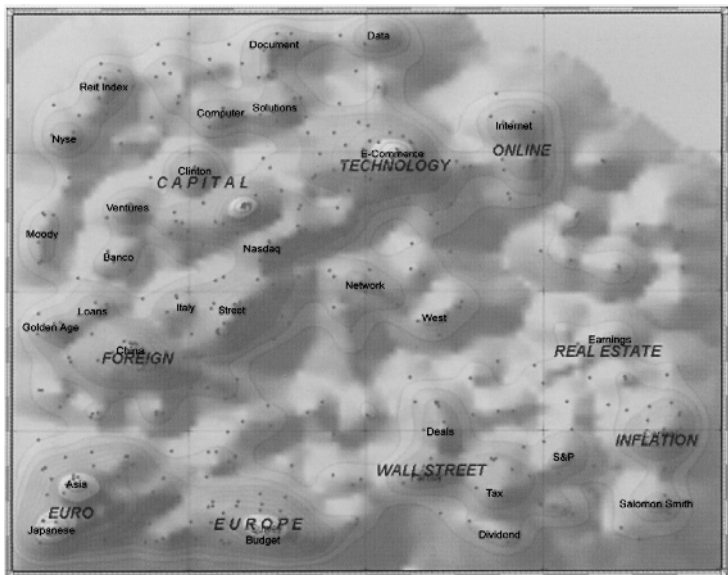 Data
Document
Reit Index
Computer
Solutions
Nyse
Internet
ONLINE
E-Commerce
TECHNOLOGY
Clinton
CAPITAL
Ventures
Moody
Nasdaq
Banco
Network
Loans
Italy
Street
West
Golden Age
Earnings
REAL ESTATE
China
FOREIGN
Deals
INFLATION
S&P
WALL STREET
Asia
Tax
Salomon Smith
EURO
EUROPE
Japanese
Budget
Dividend